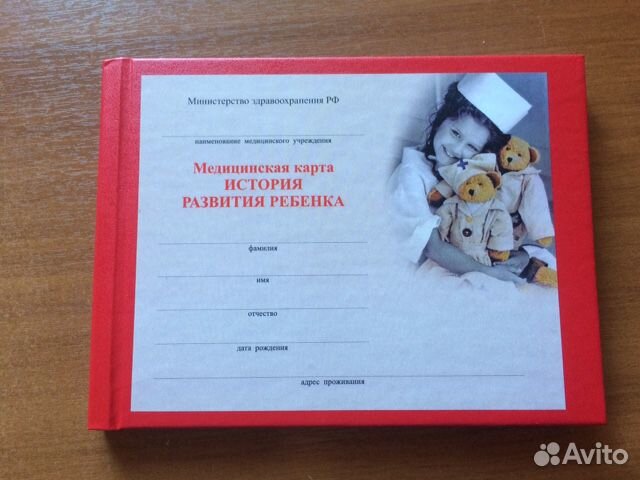 Министерство здравоохранения РФ
наименование медицинского учреждения
Медицинская карта
ИСТОРИЯ
РАЗВИТИЯ РЕБЕНКА
фамилия
имя
отчество
дата рождения
адрес проживания
Avito